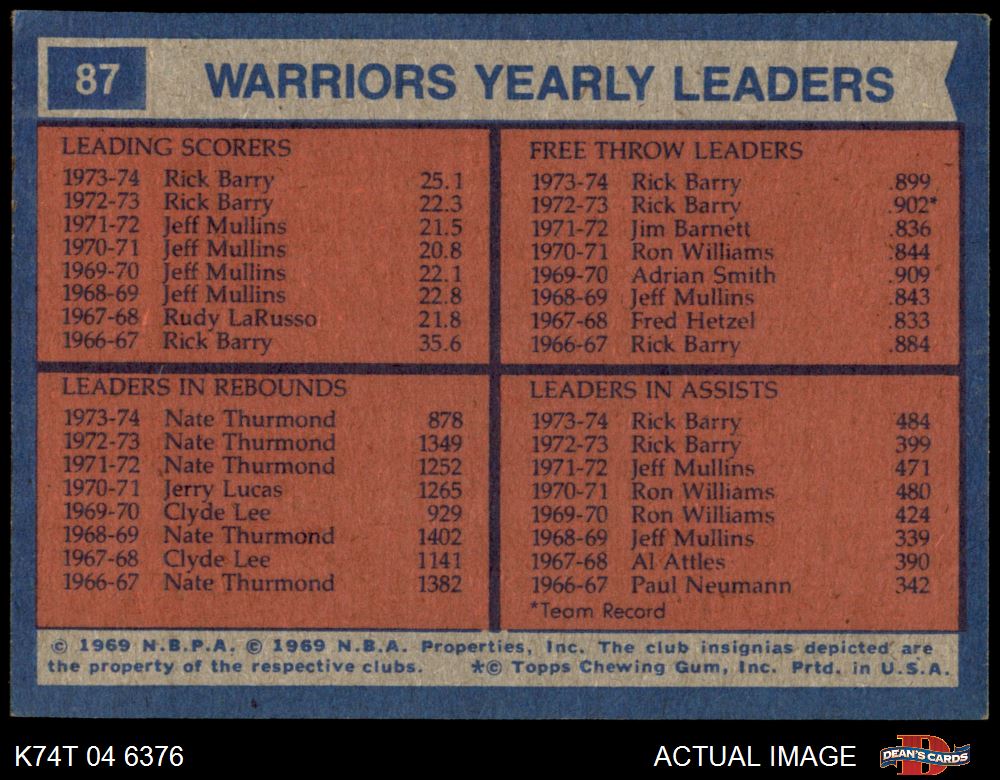 87 WARRIORS YEARLY LEADERS
LEADING SCORERS
1973-74 Rick Barry 25.1
1972-73 Rick Barry 22.3
1971-72 Jeff Mullins 21.5
1970-71 Jeff Mullins 20.8
1969-70 Jeff Mullins 22.1
1968-69 Jeff Mullins 22.8
1967-68 Rudy LaRusso 21.8
1966-67 Rick Barry 35.6
FREE THROW LEADERS
1973-74 Rick Barry .899
1972-73 Rick Barry .902*
1971-72 Jim Barnett .836
1970-71 Ron Williams .844
1969-70 Adrian Smith .909
1968-69 Jeff Mullins .843
1967-68 Fred Hetzel .833
1966-67 Rick Barry .884
LEADERS IN REBOUNDS
1973-74 Nate Thurmond 878
1972-73 Nate Thurmond 1349
1971-72 Nate Thurmond 1252
1970-71 Jerry Lucas 1265
1969-70 Clyde Lee 929
1968-69 Nate Thurmond 1402
1967-68 Clyde Lee 1141
1966-67 Nate Thurmond 1382
LEADERS IN ASSISTS
1973-74 Rick Barry 484
1972-73 Rick Barry 399
1971-72 Jeff Mullins 471
1970-71 Ron Williams 480
1969-70 Ron Williams 424
1968-69 Jeff Mullins 339
1967-68 Al Attles 390
1966-67 Paul Neumann 342
*Team Record
© 1969 N.B.P.A. © 1969 N.B.A. Properties, Inc. The club insignias depicted are
the property of the respective clubs. *© Topps Chewing Gum, Inc. Prtd. in U.S.A.
K74T 04 6376 ACTUAL IMAGE D DEAN'S CARDS